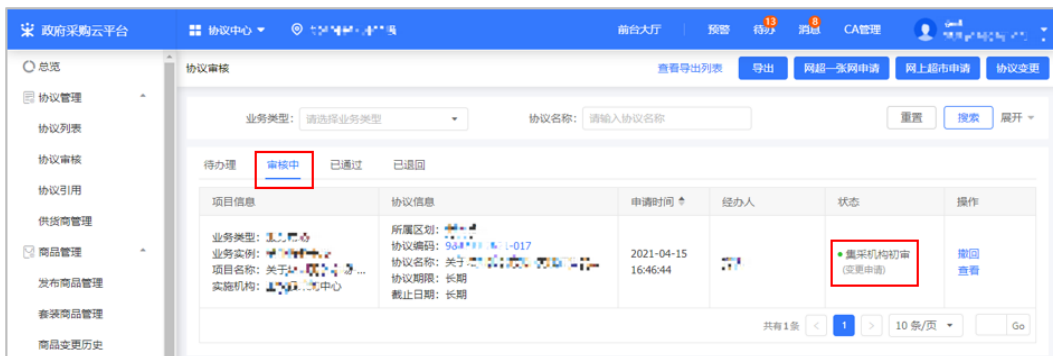 政府采购云平台
协议中心
前台大厅
预警
待办
13
消息
8
CA管理
总览
协议管理
协议列表
协议审核
协议引用
供货商管理
商品管理
发布商品管理
套装商品管理
商品变更历史
协议审核
查看导出列表
导出
网超一张网申请
网上超市申请
协议变更
业务类型: 请选择业务类型
协议名称: 请输入协议名称
重置
搜索
展开
待办理
审核中
已通过
已退回
项目信息
协议信息
申请时间
经办人
状态
操作
业务类型:
业务实例:
项目名称: 关于 ...
实施机构: 中心
所属区划:
协议编码: -017
协议名称: 关于
协议期限: 长期
截止日期: 长期
2021-04-15
16:46:44
集采机构初审
(变更申请)
撤回
查看
共有1条 < 1 > 10 条/页 Go